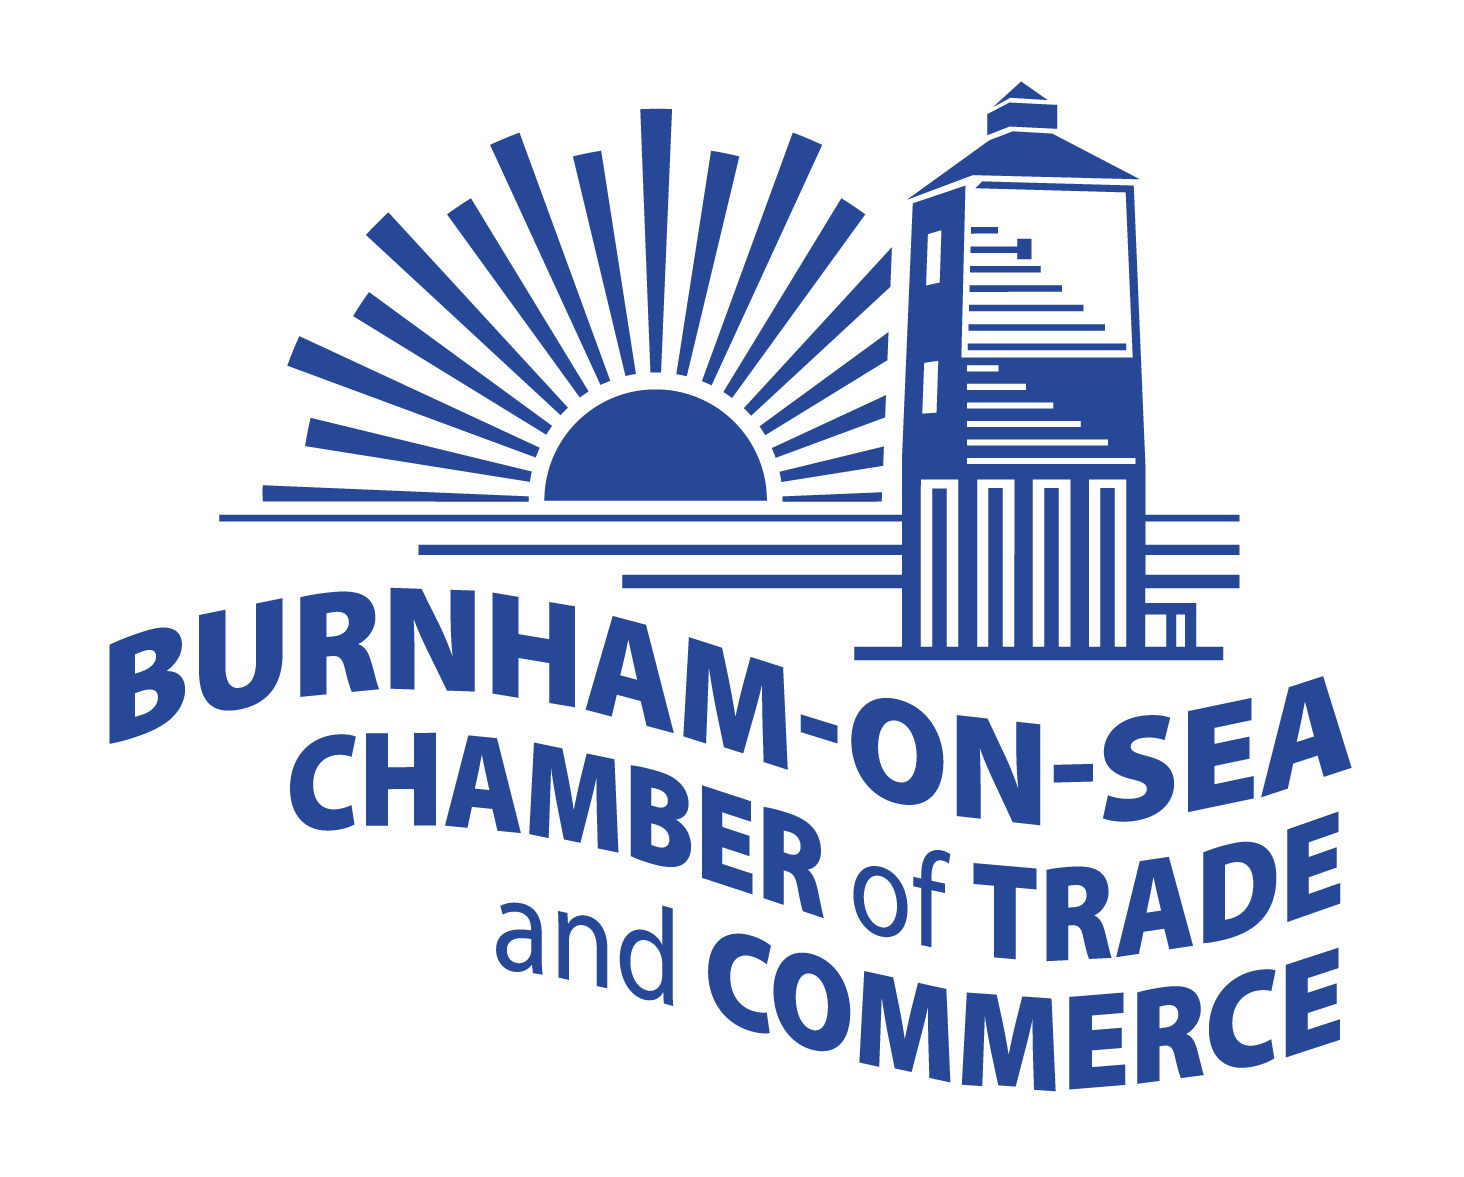 BURNHAM-ON-SEA
CHAMBER of TRADE
and COMMERCE